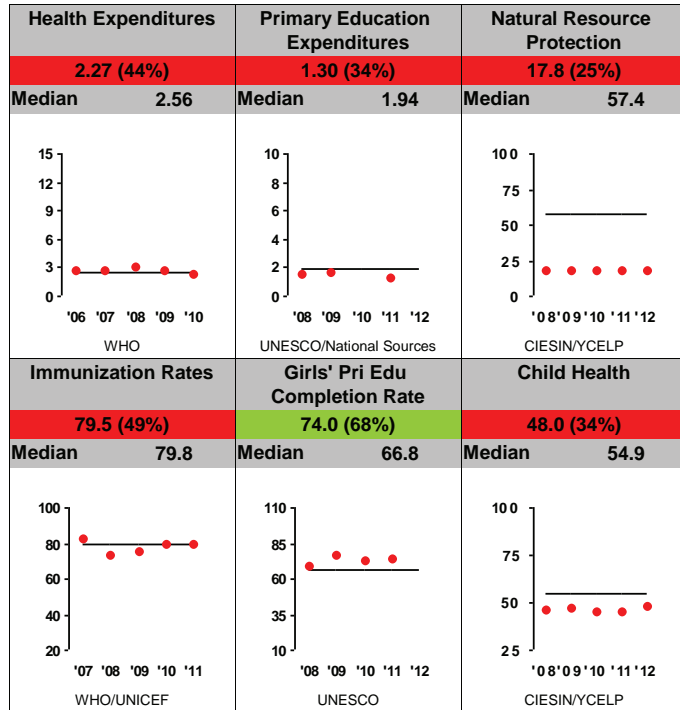 Health Expenditures
2.27 (44%)
Median 2.56
15
12
9
6
3
0
'06 '07 '08 '09 '10
WHO
Primary Education
Expenditures
1.30 (34%)
Median 1.94
10
8
6
4
2
0
'08 '09 '10 '11 '12
UNESCO/National Sources
Natural Resource
Protection
17.8 (25%)
Median 57.4
100
75
50
25
0
'08 '09 '10 '11 '12
CIESIN/YCELP
Immunization Rates
79.5 (49%)
Median 79.8
100
80
60
40
20
'07 '08 '09 '10 '11
WHO/UNICEF
Girls' Pri Edu
Completion Rate
74.0 (68%)
Median 66.8
110
85
60
35
10
'08 '09 '10 '11 '12
UNESCO
Child Health
48.0 (34%)
Median 54.9
100
75
50
25
'08 '09 '10 '11 '12
CIESIN/YCELP